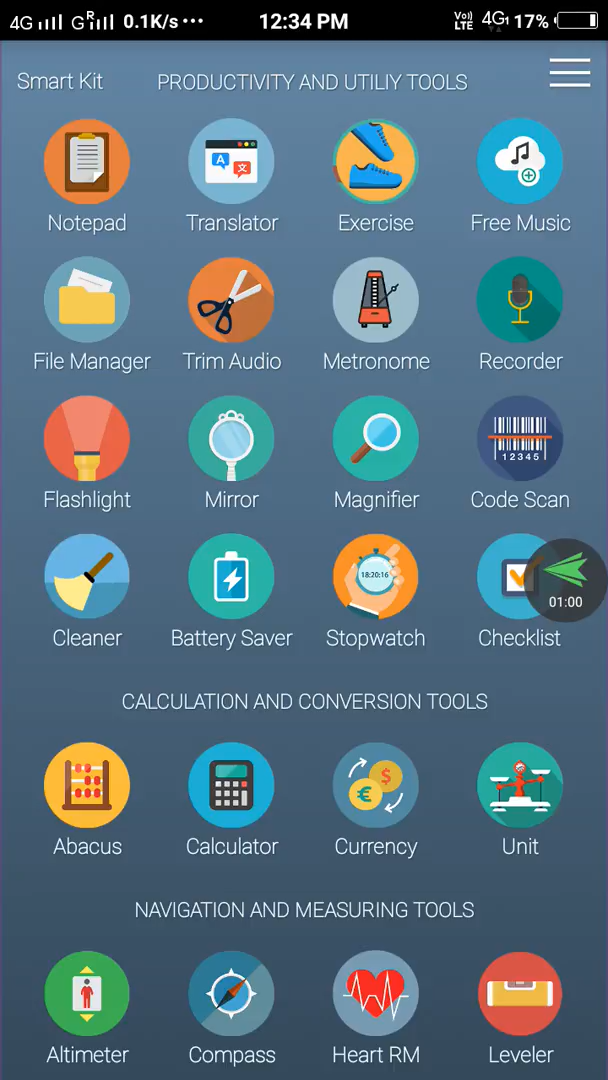 4G G R 0.1K/s ••• 12:34 PM Vo)) LTE 4G1 17%
Smart Kit PRODUCTIVITY AND UTILIY TOOLS
A 文
Notepad Translator Exercise Free Music
File Manager Trim Audio Metronome Recorder
12345
Flashlight Mirror Magnifier Code Scan
18:20:16
01:00
Cleaner Battery Saver Stopwatch Checklist
CALCULATION AND CONVERSION TOOLS
$
€
Abacus Calculator Currency Unit
NAVIGATION AND MEASURING TOOLS
Altimeter Compass Heart RM Leveler